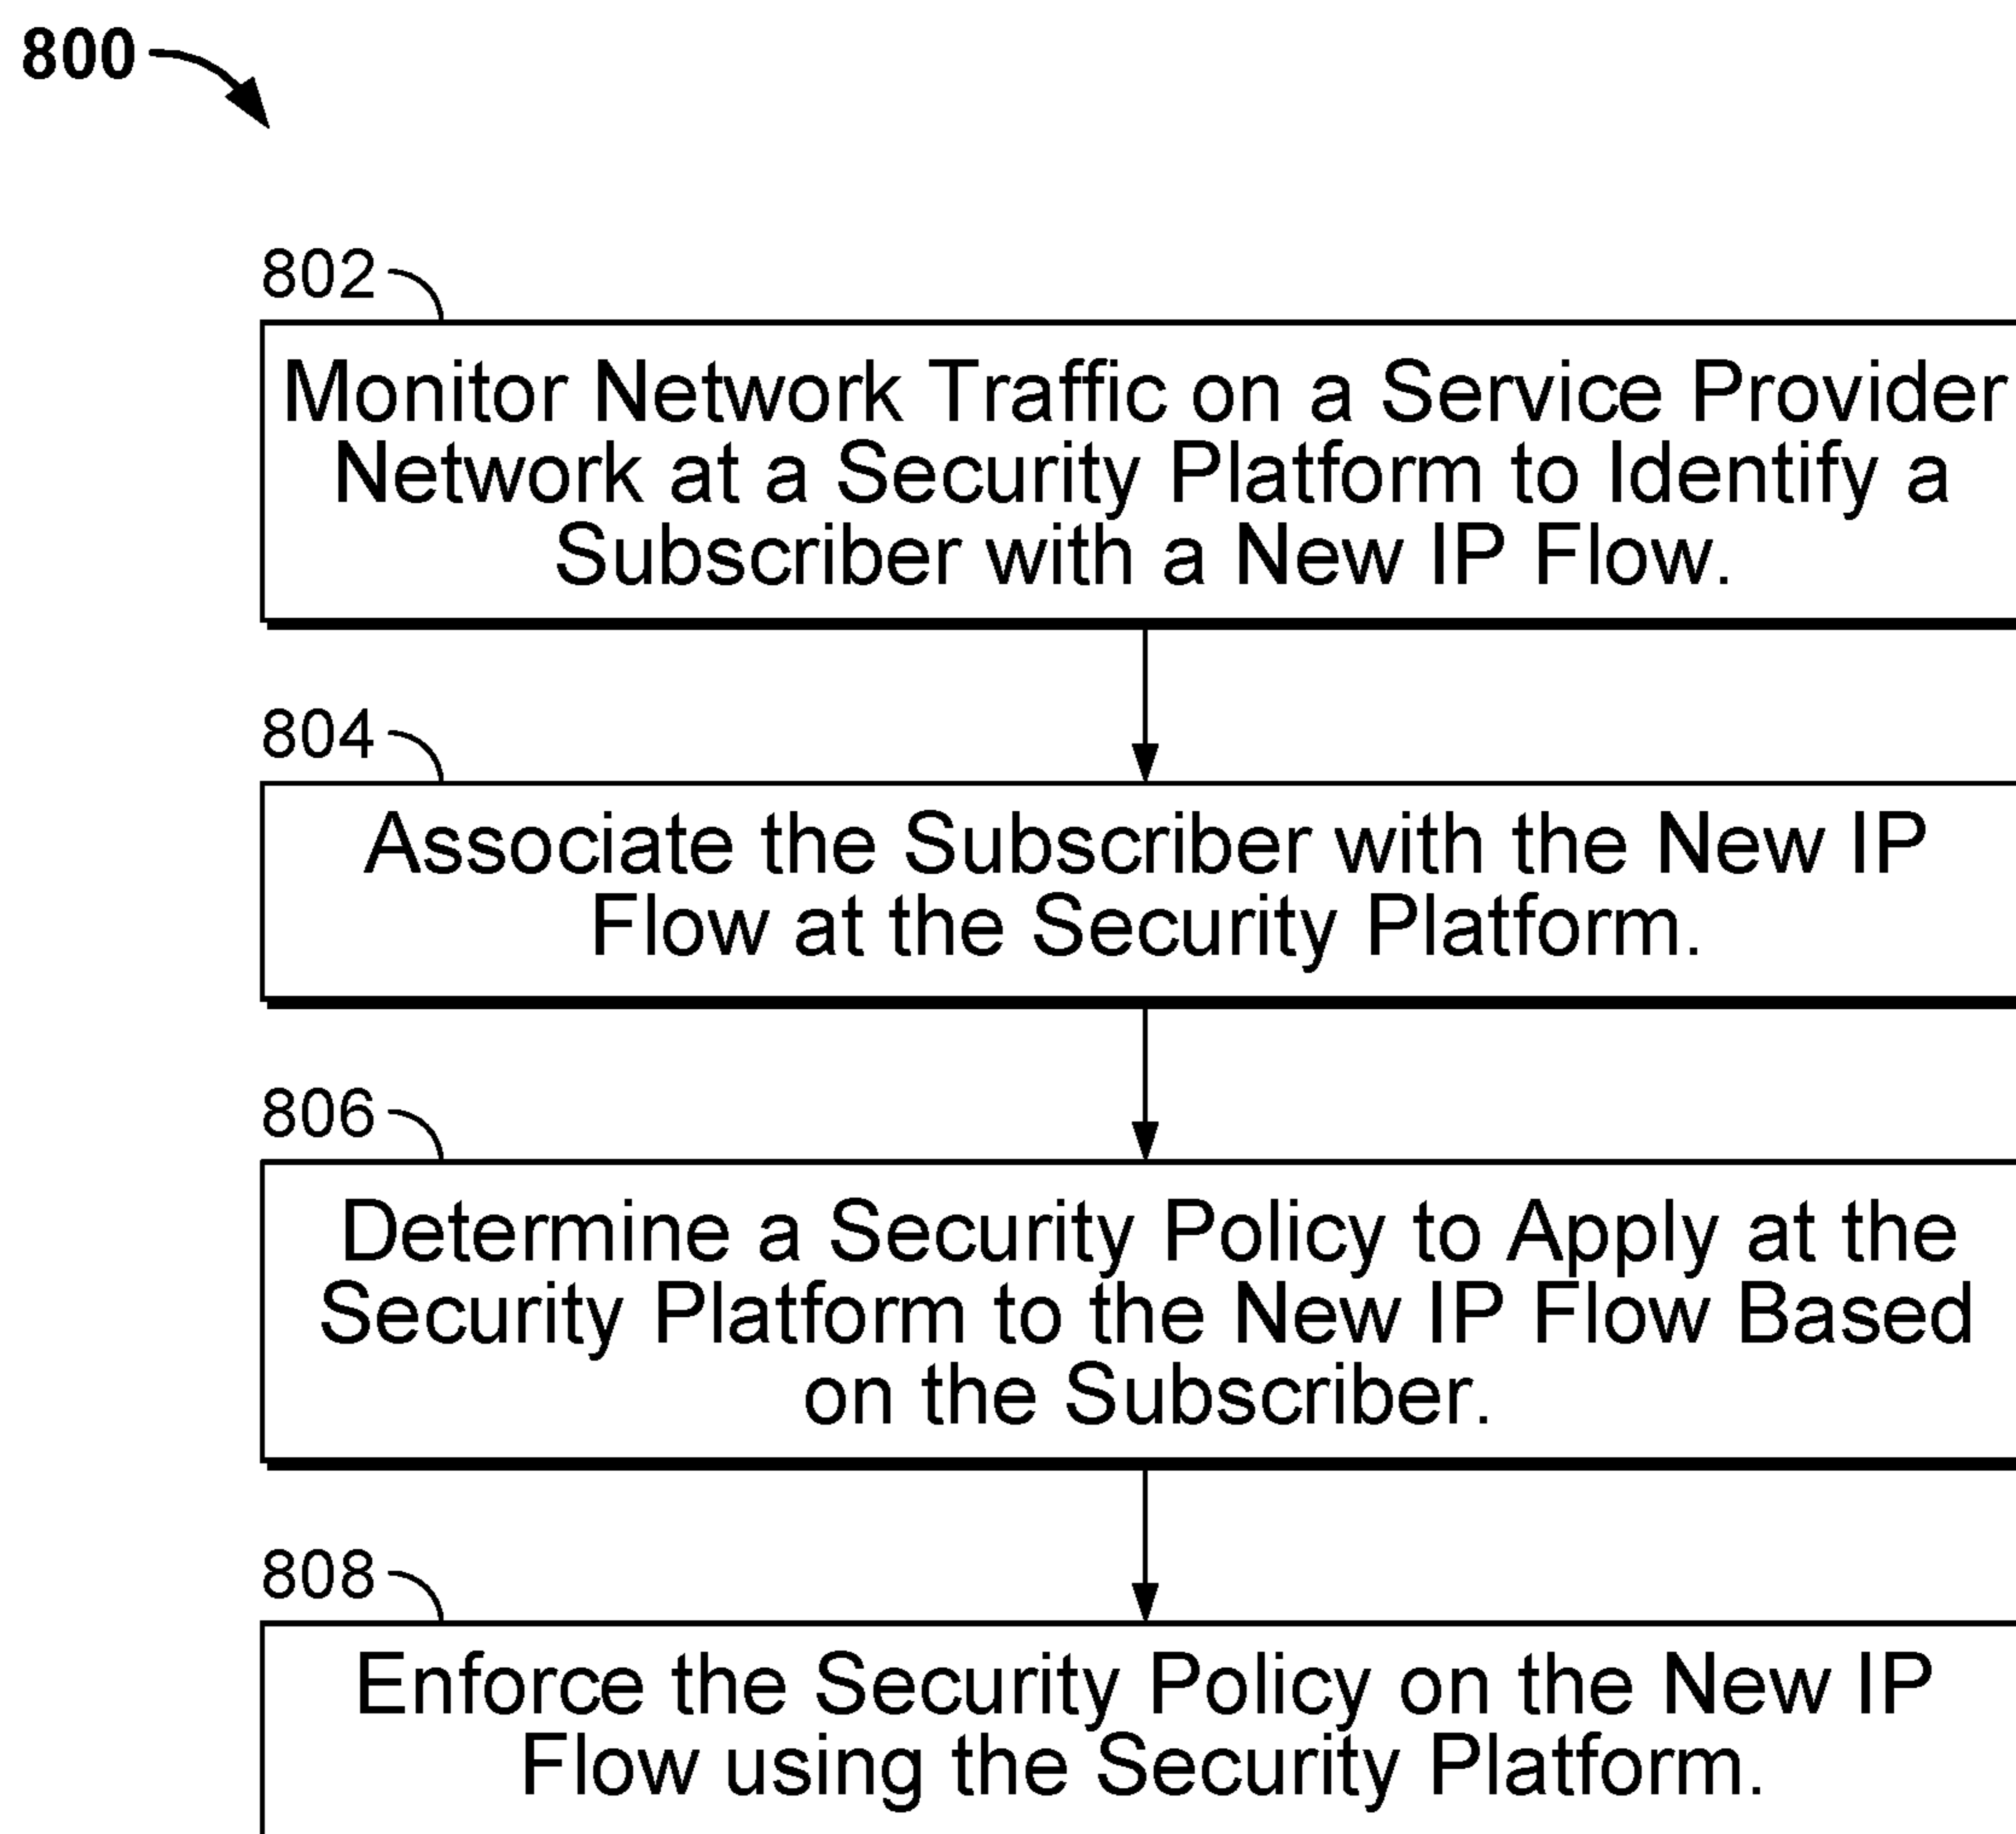 800
802
Monitor Network Traffic on a Service Provider
Network at a Security Platform to Identify a
Subscriber with a New IP Flow.
804
Associate the Subscriber with the New IP
Flow at the Security Platform.
806
Determine a Security Policy to Apply at the
Security Platform to the New IP Flow Based
on the Subscriber.
808
Enforce the Security Policy on the New IP
Flow using the Security Platform.